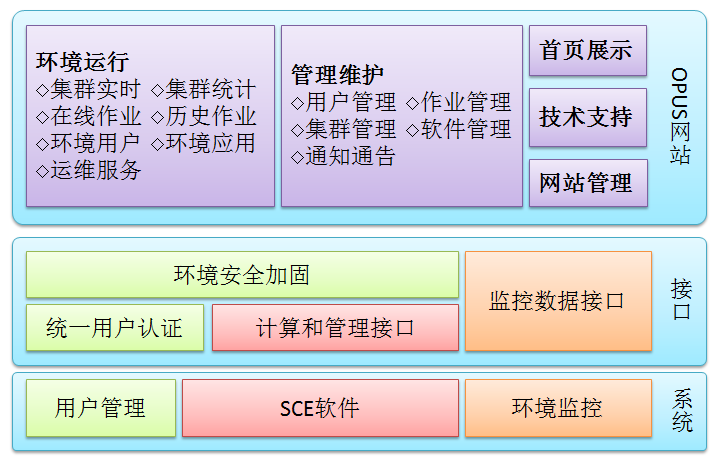 环境运行
◇集群实时 ◇集群统计
◇在线作业 ◇历史作业
◇环境用户 ◇环境应用
◇运维服务
管理维护
◇用户管理 ◇作业管理
◇集群管理 ◇软件管理
◇通知通告
首页展示
技术支持
网站管理
OPUS网站
环境安全加固
统一用户认证
计算和管理接口
监控数据接口
接口
用户管理
SCE软件
环境监控
系统